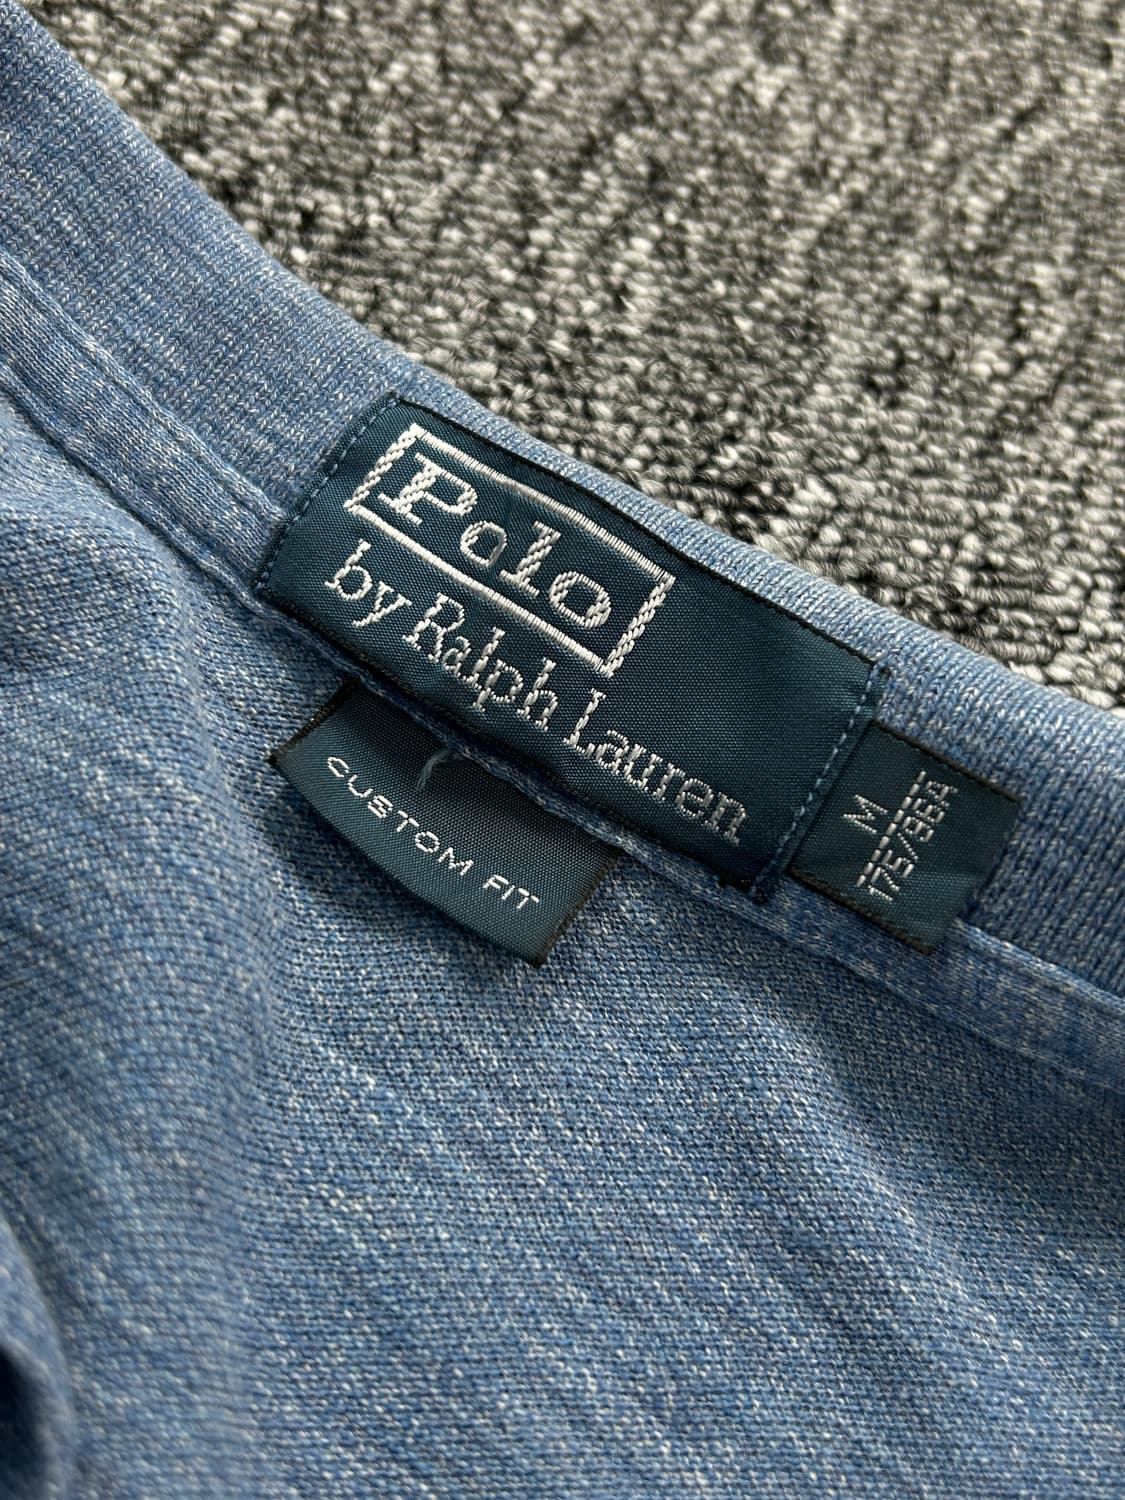 Polo
by Ralph Lauren
CUSTOM FIT
M
175/96A